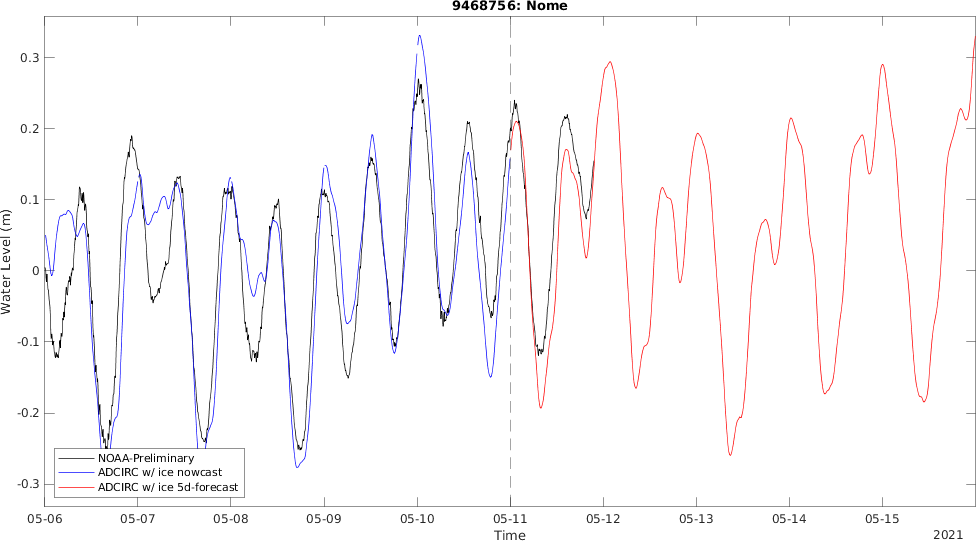 9468756: Nome
Water Level (m)
0.3
0.2
0.1
0
-0.1
-0.2
-0.3
NOAA-Preliminary
ADCIRC w/ ice nowcast
ADCIRC w/ ice 5d-forecast
05-06 05-07 05-08 05-09 05-10 05-11 05-12 05-13 05-14 05-15
Time
2021